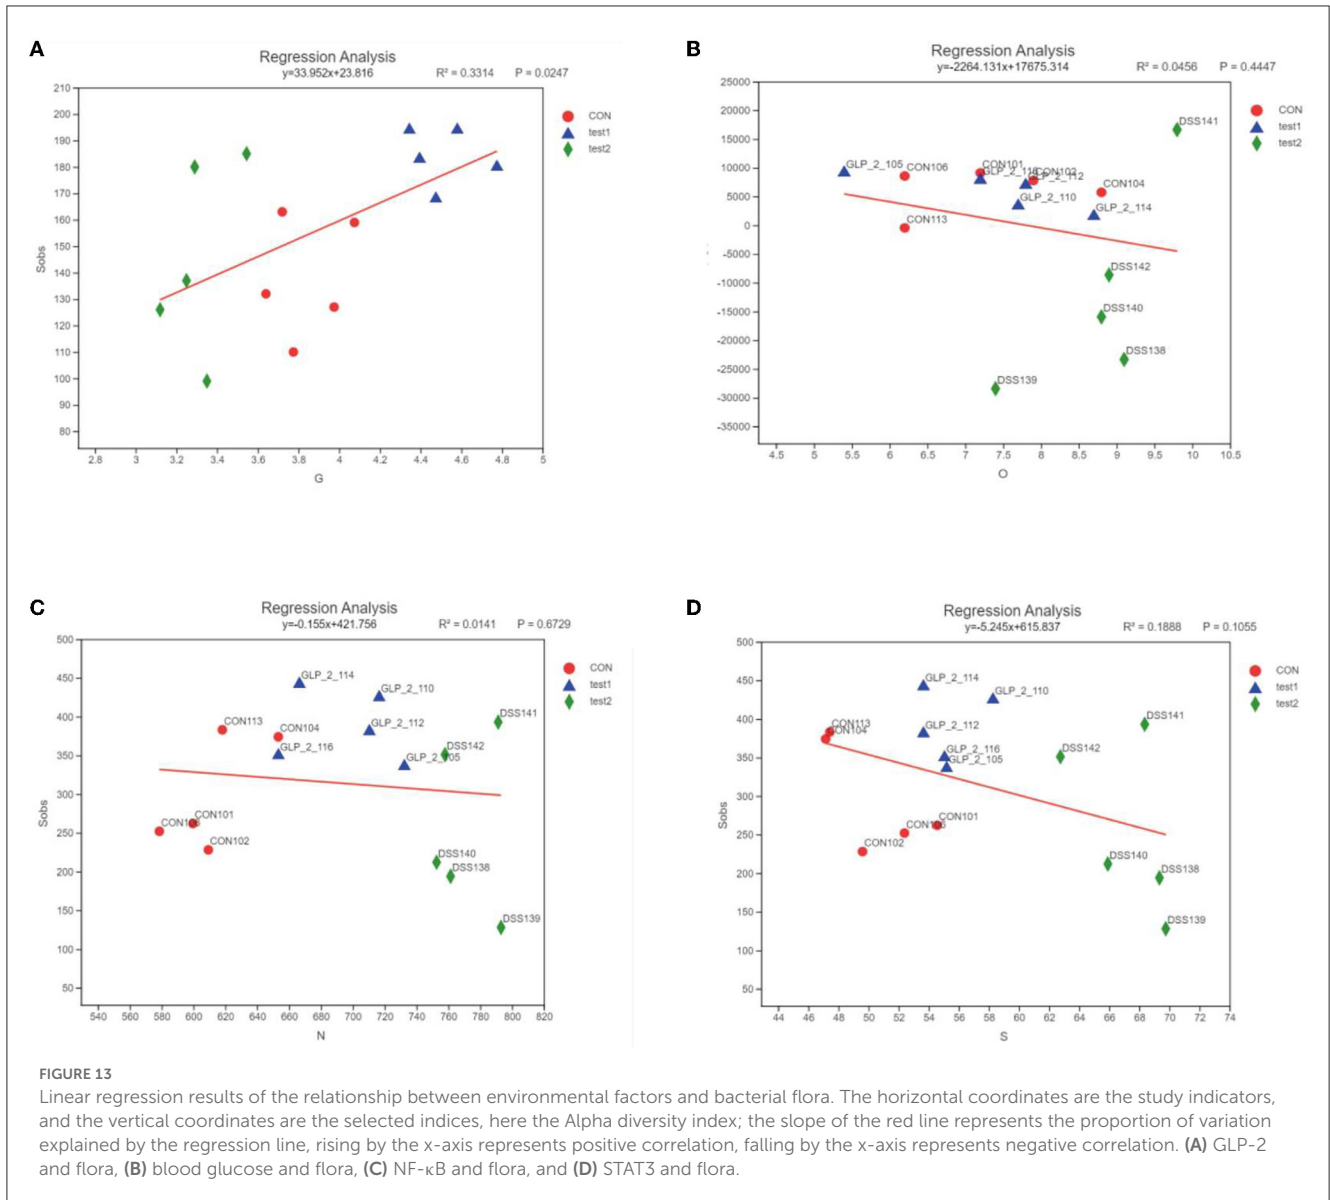 A
Regression Analysis
y=33.952x+23.816 R² = 0.3314 P = 0.0247
210
200
190
180
170
160
150
140
130
120
110
100
90
80
Sobs
2.8 3 3.2 3.4 3.6 3.8 4 4.2 4.4 4.6 4.8 5
G
CON
test1
test2
B
Regression Analysis
y=-2264.131x+17675.314 R² = 0.0456 P = 0.4447
25000
20000
15000
10000
5000
0
-5000
-10000
-15000
-20000
-25000
-30000
-35000
4.5 5 5.5 6 6.5 7 7.5 8 8.5 9 9.5 10 10.5
O
DSS141
GLP_2_105
CON106
CON101
CON102
GLP_2_112
CON104
GLP_2_110
GLP_2_114
CON113
DSS142
DSS140
DSS138
DSS139
CON
test1
test2
C
Regression Analysis
y=-0.155x+421.756 R² = 0.0141 P = 0.6729
500
450
400
350
300
250
200
150
100
50
Sobs
540 560 580 600 620 640 660 680 700 720 740 760 780 800 820
N
GLP_2_114
GLP_2_110
CON113
CON104
GLP_2_112
DSS141
GLP_2_116
DSS142
GLP_2_105
CON101
CON102
DSS140
DSS138
DSS139
CON
test1
test2
D
Regression Analysis
y=-5.245x+615.837 R² = 0.1888 P = 0.1055
500
450
400
350
300
250
200
150
100
50
Sobs
44 46 48 50 52 54 56 58 60 62 64 66 68 70 72 74
S
GLP_2_114
GLP_2_110
CON113
CON104
GLP_2_112
DSS141
GLP_2_116
GLP_2_105
DSS142
CON101
CON102
DSS140
DSS138
DSS139
CON
test1
test2
FIGURE 13
Linear regression results of the relationship between environmental factors and bacterial flora. The horizontal coordinates are the study indicators,
and the vertical coordinates are the selected indices, here the Alpha diversity index; the slope of the red line represents the proportion of variation
explained by the regression line, rising by the x-axis represents positive correlation, falling by the x-axis represents negative correlation. (A) GLP-2
and flora, (B) blood glucose and flora, (C) NF-κB and flora, and (D) STAT3 and flora.